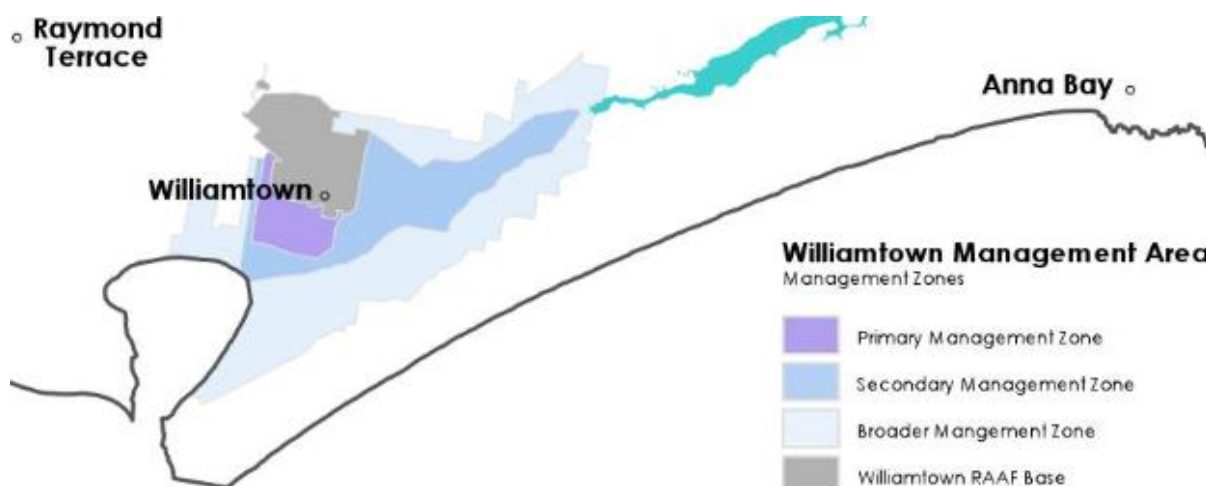 Raymond
Terrace
Anna Bay
Williamtown
Williamtown Management Area
Management Zones
Primary Management Zone
Secondary Management Zone
Broader Mangement Zone
Williamtown RAAF Base